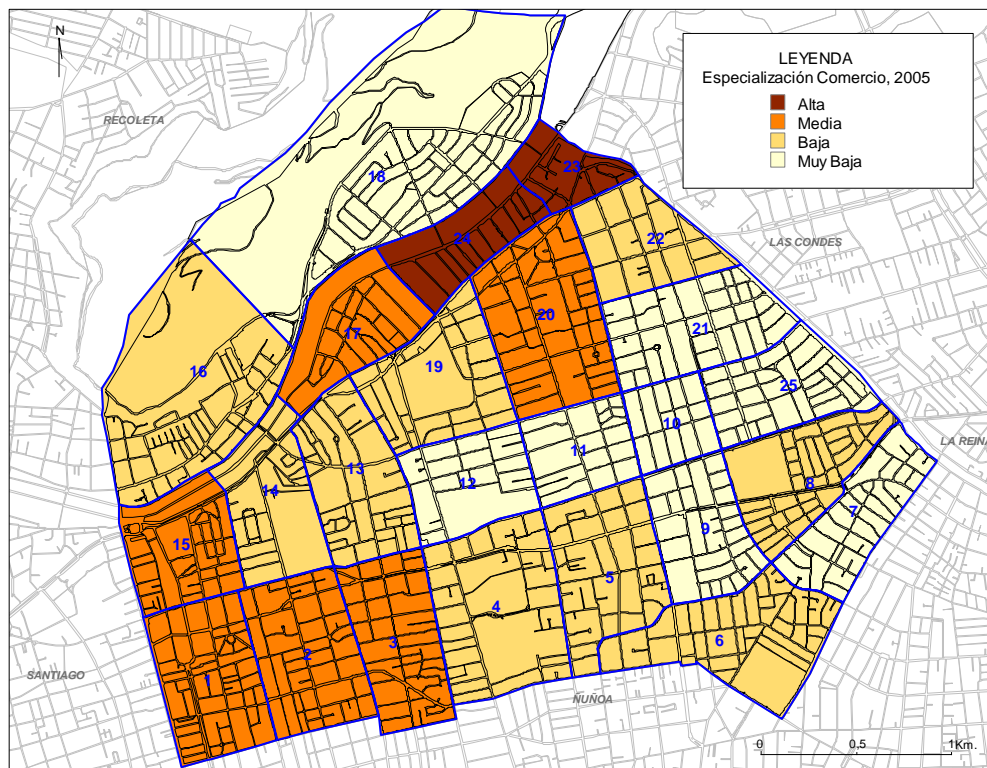 N
LEYENDA
Especialización Comercio, 2005
Alta
Media
Baja
Muy Baja
RECOLETA
23
18
24
22
LAS CONDES
20
21
17
19
16
25
10
LA REINA
11
13
12
8
14
7
9
15
5
4
6
3
2
1
SANTIAGO
ÑUÑOA
0 0,5 1Km.